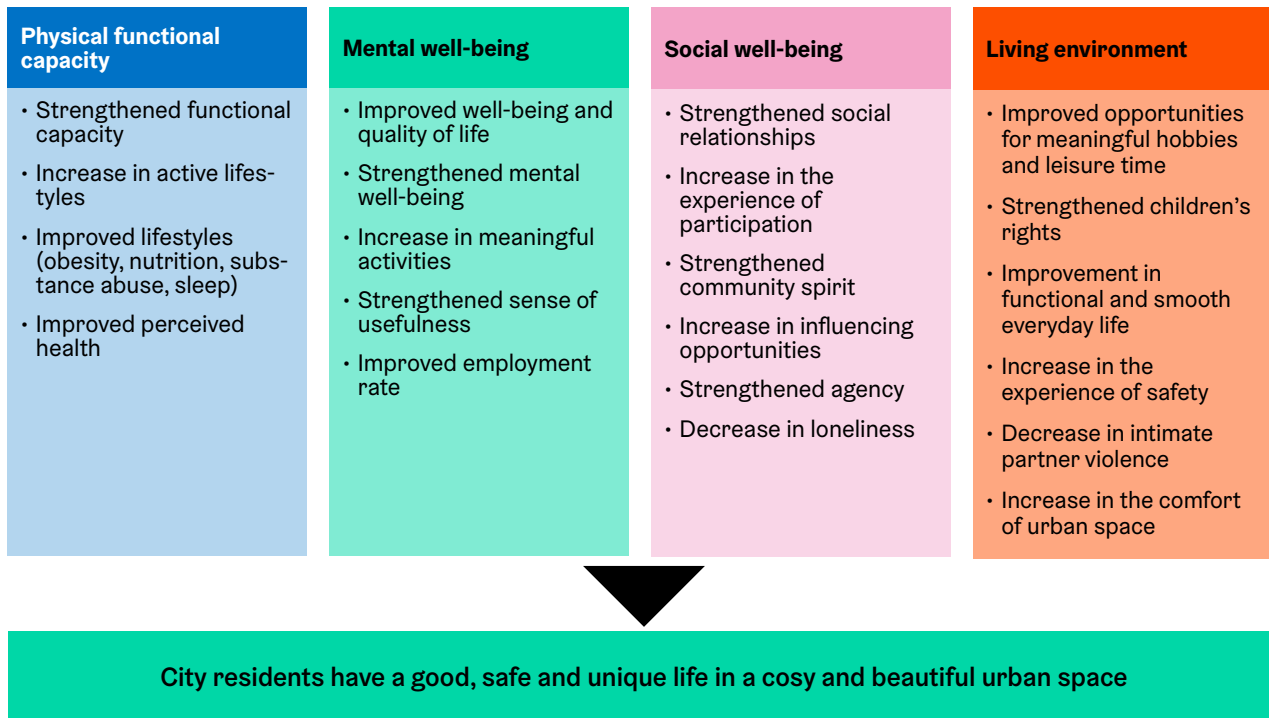 Physical functional
capacity
• Strengthened functional
capacity
• Increase in active lifes-
tyles
• Improved lifestyles
(obesity, nutrition, subs-
tance abuse, sleep)
• Improved perceived
health
Mental well-being
• Improved well-being and
quality of life
• Strengthened mental
well-being
• Increase in meaningful
activities
• Strengthened sense of
usefulness
• Improved employment
rate
Social well-being
• Strengthened social
relationships
• Increase in the
experience of
participation
• Strengthened
community spirit
• Increase in influencing
opportunities
• Strengthened agency
• Decrease in loneliness
Living environment
• Improved opportunities
for meaningful hobbies
and leisure time
• Strengthened children’s
rights
• Improvement in
functional and smooth
everyday life
• Increase in the
experience of safety
• Decrease in intimate
partner violence
• Increase in the comfort
of urban space
City residents have a good, safe and unique life in a cosy and beautiful urban space